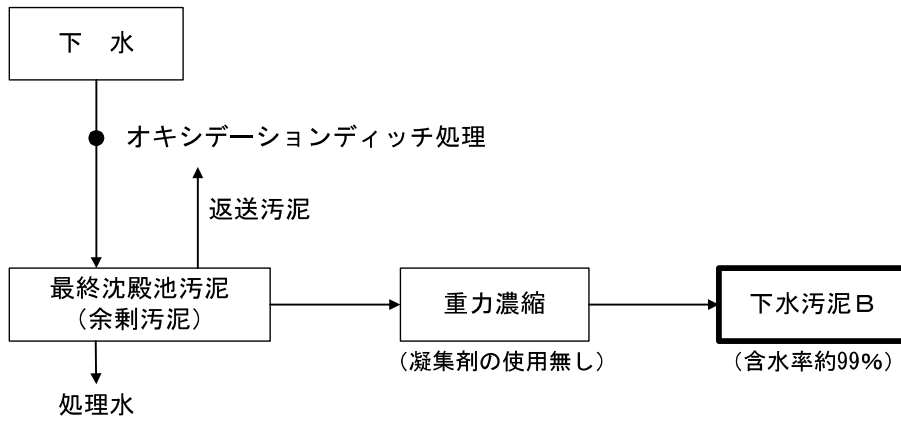 下　水
オキシデーションディッチ処理
返送汚泥
最終沈殿池汚泥
（余剰汚泥）
重力濃縮
下水汚泥Ｂ
（凝集剤の使用無し）
（含水率約99％）
処理水